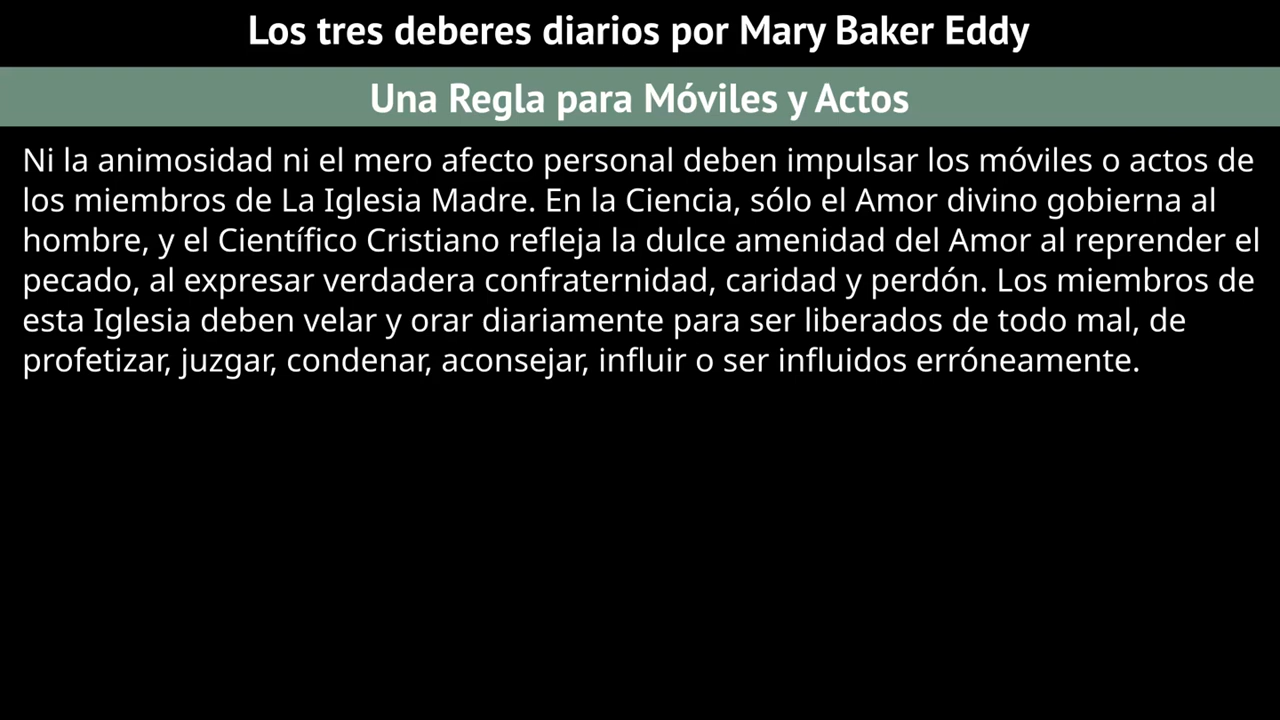 Los tres deberes diarios por Mary Baker Eddy
Una Regla para Móviles y Actos
Ni la animosidad ni el mero afecto personal deben impulsar los móviles o actos de
los miembros de La Iglesia Madre. En la Ciencia, sólo el Amor divino gobierna al
hombre, y el Científico Cristiano refleja la dulce amenidad del Amor al reprender el
pecado, al expresar verdadera confraternidad, caridad y perdón. Los miembros de
esta Iglesia deben velar y orar diariamente para ser liberados de todo mal, de
profetizar, juzgar, condenar, aconsejar, influir o ser influidos erróneamente.